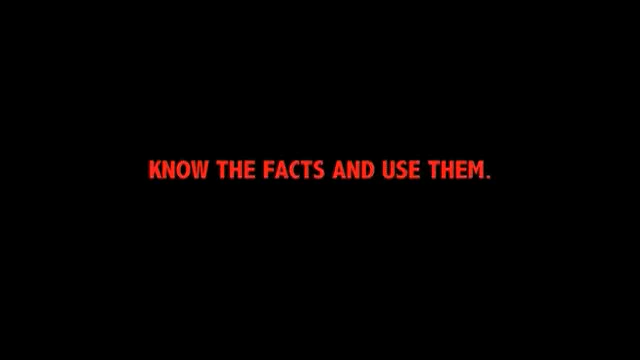 KNOW THE FACTS AND USE THEM.